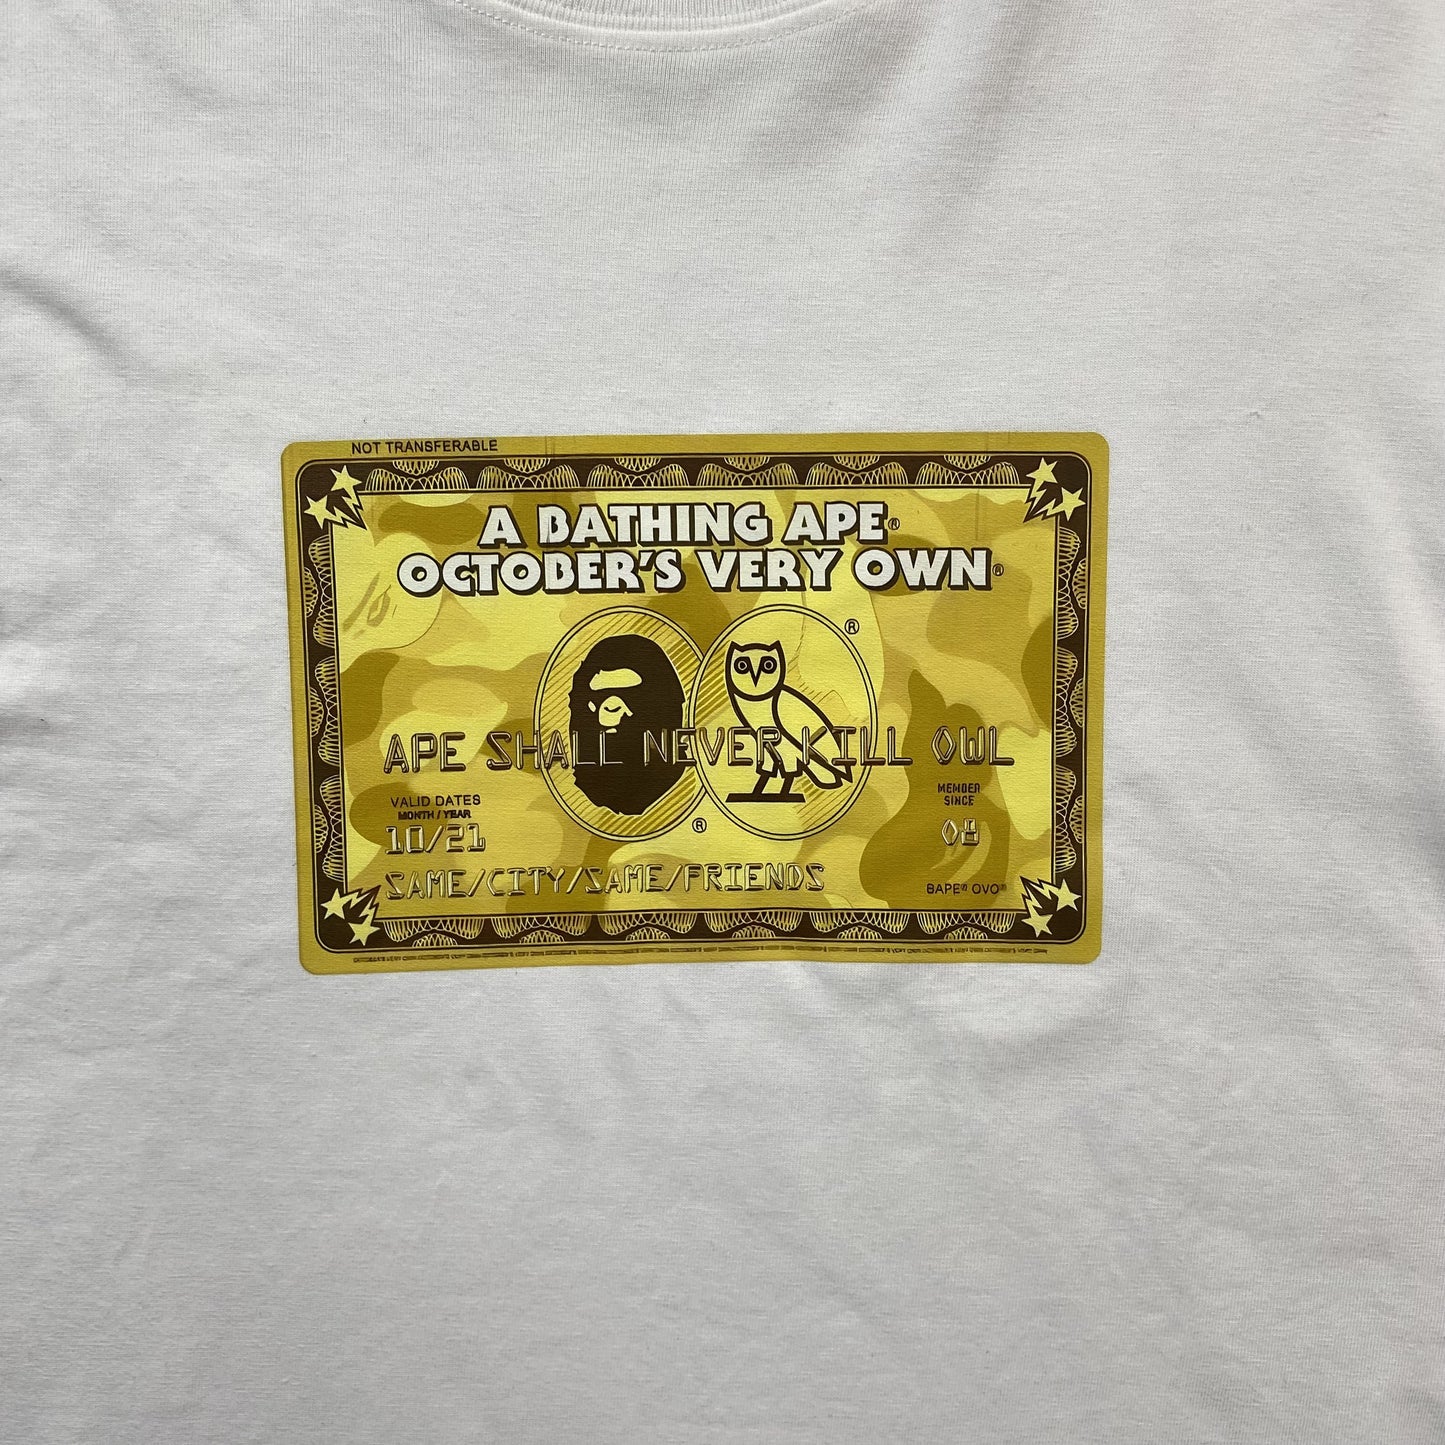 NOT TRANSFERABLE
A BATHING APE®
OCTOBER'S VERY OWN®
®
APE SHALL NEVER KILL OWL
VALID DATES
MONTH / YEAR
MEMBER
SINCE
®
10/21
08
SAME/CITY/SAME/FRIENDS
BAPE® OVO®